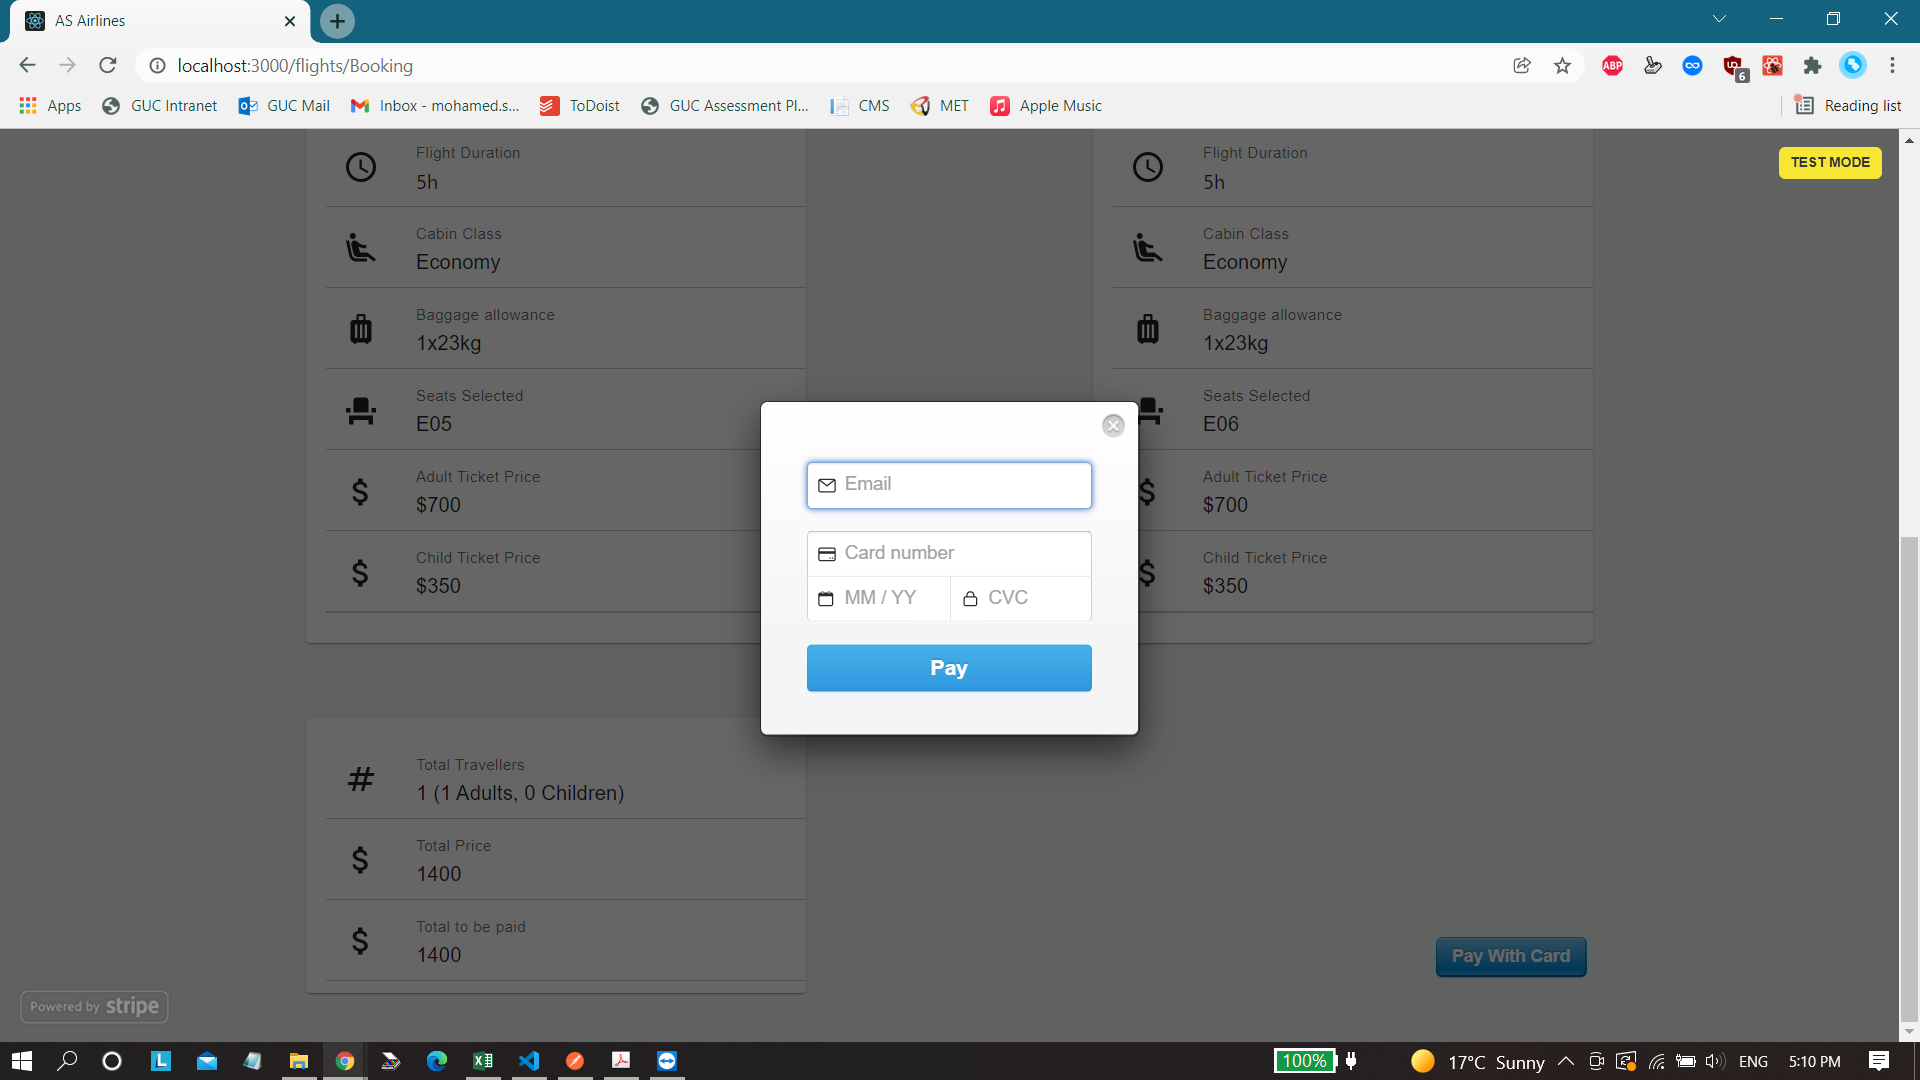 AS Airlines
localhost:3000/flights/Booking
ABP
6
Apps
GUC Intranet
GUC Mail
Inbox - mohamed.s...
ToDoist
GUC Assessment Pl...
CMS
MET
Apple Music
Reading list
TEST MODE
Flight Duration
5h
Cabin Class
Economy
Baggage allowance
1x23kg
Seats Selected
E05
Adult Ticket Price
$700
Child Ticket Price
$350
Flight Duration
5h
Cabin Class
Economy
Baggage allowance
1x23kg
Seats Selected
E06
Adult Ticket Price
$700
Child Ticket Price
$350
Email
Card number
MM / YY
CVC
Pay
Total Travellers
1 (1 Adults, 0 Children)
Total Price
1400
Total to be paid
1400
Pay With Card
Powered by stripe
100%
17°C Sunny
ENG
5:10 PM